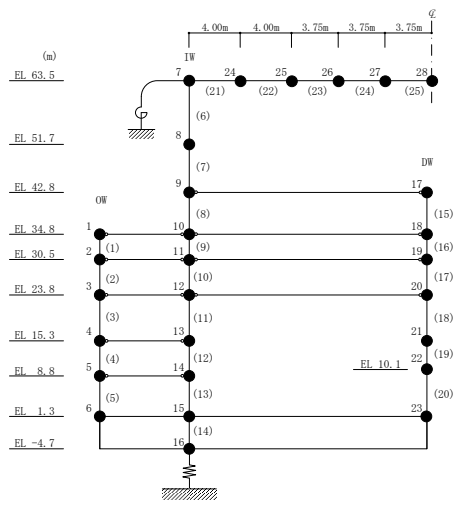 ℄
4.00m 4.00m 3.75m 3.75m 3.75m
(m) IW
EL 63.5 7 24 25 26 27 28
(21) (22) (23) (24) (25)
(6)
EL 51.7 8
(7) DW
EL 42.8 9 17
OW (8) (15)
EL 34.8 1 10 18
(1) (9) (16)
EL 30.5 2 11 19
(2) (10) (17)
EL 23.8 3 12 20
(3) (11) (18)
EL 15.3 4 13 21
(4) (12) (19)
EL 10.1 22
EL 8.8 5 14
(5) (13) (20)
EL 1.3 6 15 23
(14)
EL -4.7 16